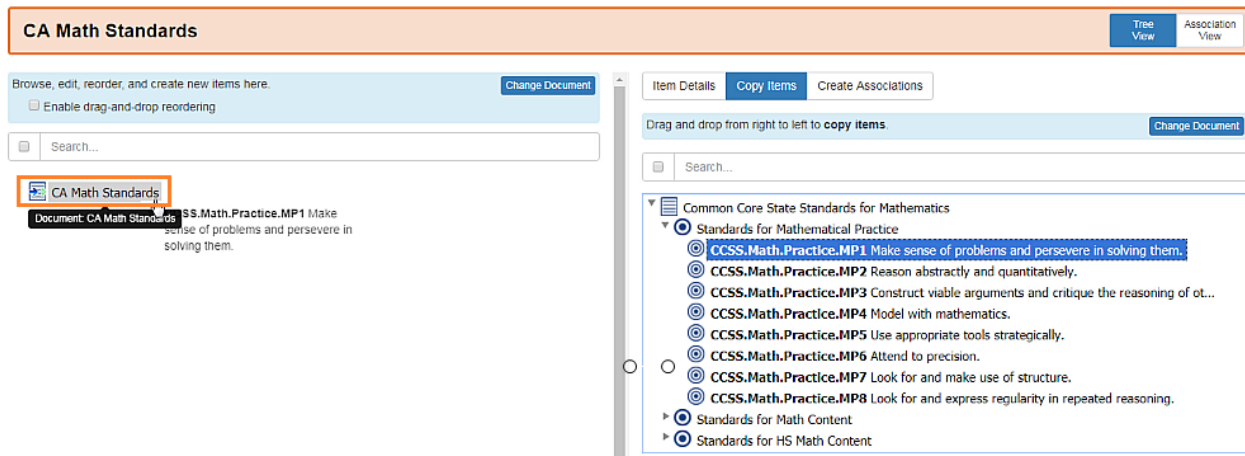 CA Math Standards
Tree
View
Association
View
Browse, edit, reorder, and create new items here.
Change Document
Enable drag-and-drop reordering
Search...
CA Math Standards
Document: CA Math Standards
SS.Math.Practice.MP1 Make
sense of problems and persevere in
solving them.
Item Details
Copy Items
Create Associations
Drag and drop from right to left to copy items.
Change Document
Search...
Common Core State Standards for Mathematics
Standards for Mathematical Practice
CCSS.Math.Practice.MP1 Make sense of problems and persevere in solving them.
CCSS.Math.Practice.MP2 Reason abstractly and quantitatively.
CCSS.Math.Practice.MP3 Construct viable arguments and critique the reasoning of ot...
CCSS.Math.Practice.MP4 Model with mathematics.
CCSS.Math.Practice.MP5 Use appropriate tools strategically.
CCSS.Math.Practice.MP6 Attend to precision.
CCSS.Math.Practice.MP7 Look for and make use of structure.
CCSS.Math.Practice.MP8 Look for and express regularity in repeated reasoning.
Standards for Math Content
Standards for HS Math Content